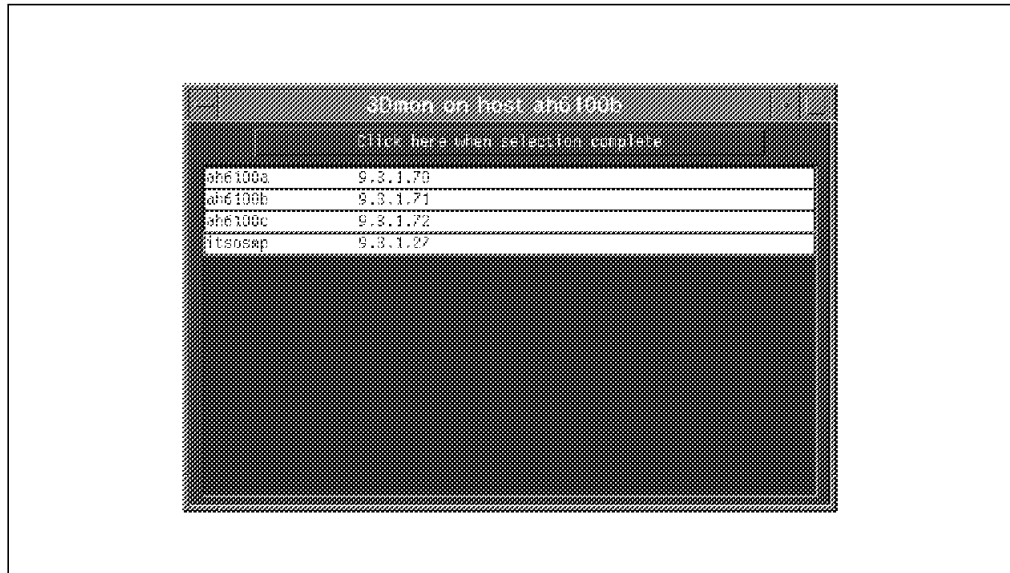 3Dmon on host ah6100b
Click here when selection complete
ah6100a 9.3.1.70
ah6100b 9.3.1.71
ah6100c 9.3.1.72
itsosmp 9.3.1.27